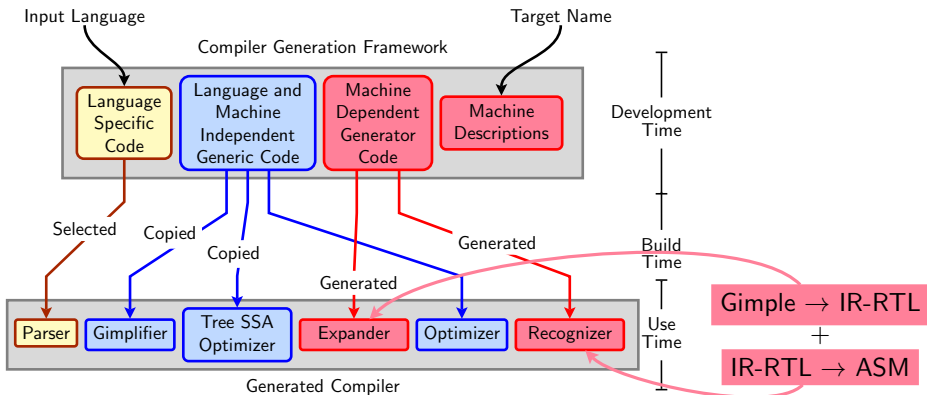 Input Language
Target Name
Compiler Generation Framework
Language
Specific
Code
Language and
Machine
Independent
Generic Code
Machine
Dependent
Generator
Code
Machine
Descriptions
Development
Time
Selected
Copied
Copied
Generated
Generated
Build
Time
Parser
Gimplifier
Tree SSA
Optimizer
Expander
Optimizer
Recognizer
Use
Time
Generated Compiler
Gimple → IR-RTL
+
IR-RTL → ASM